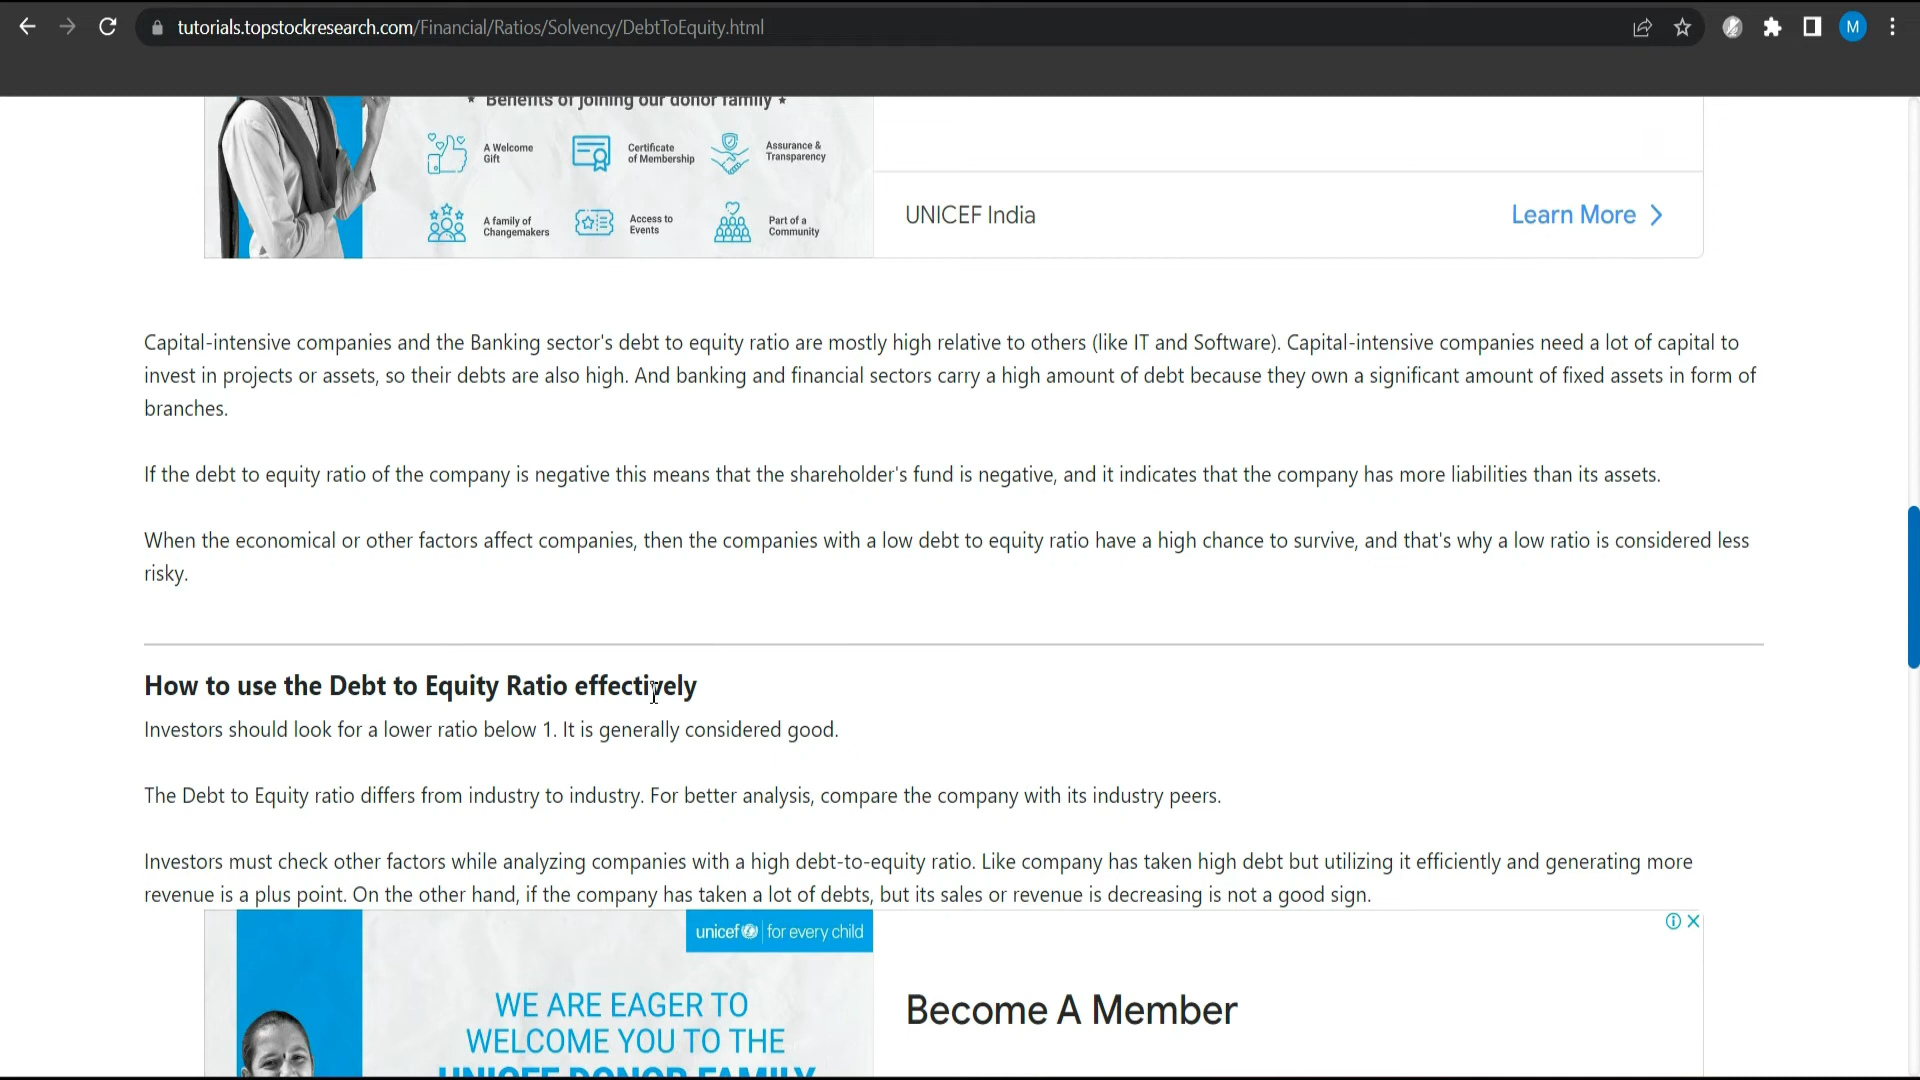 tutorials.topstockresearch.com/Financial/Ratios/Solvency/DebtToEquity.html
M
* Benefits of joining our donor family *
A Welcome
Gift
Certificate
of Membership
Assurance &
Transparency
A family of
Changemakers
Access to
Events
Part of a
Community
UNICEF India
Learn More
Capital-intensive companies and the Banking sector's debt to equity ratio are mostly high relative to others (like IT and Software). Capital-intensive companies need a lot of capital to
invest in projects or assets, so their debts are also high. And banking and financial sectors carry a high amount of debt because they own a significant amount of fixed assets in form of
branches.
If the debt to equity ratio of the company is negative this means that the shareholder's fund is negative, and it indicates that the company has more liabilities than its assets.
When the economical or other factors affect companies, then the companies with a low debt to equity ratio have a high chance to survive, and that's why a low ratio is considered less
risky.
How to use the Debt to Equity Ratio effectively
Investors should look for a lower ratio below 1. It is generally considered good.
The Debt to Equity ratio differs from industry to industry. For better analysis, compare the company with its industry peers.
Investors must check other factors while analyzing companies with a high debt-to-equity ratio. Like company has taken high debt but utilizing it efficiently and generating more
revenue is a plus point. On the other hand, if the company has taken a lot of debts, but its sales or revenue is decreasing is not a good sign.
unicef for every child
WE ARE EAGER TO
WELCOME YOU TO THE
UNICEF DONOR FAMILY
Become A Member